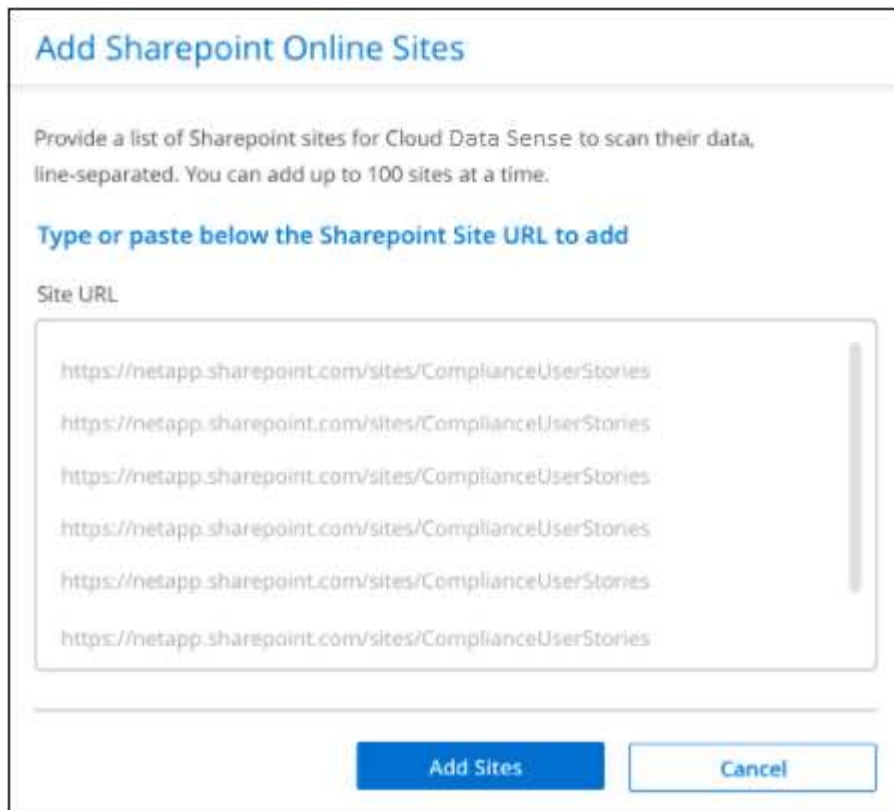 Add Sharepoint Online Sites
Provide a list of Sharepoint sites for Cloud Data Sense to scan their data,
line-separated. You can add up to 100 sites at a time.
Type or paste below the Sharepoint Site URL to add
Site URL
https://netapp.sharepoint.com/sites/ComplianceUserStories
https://netapp.sharepoint.com/sites/ComplianceUserStories
https://netapp.sharepoint.com/sites/ComplianceUserStories
https://netapp.sharepoint.com/sites/ComplianceUserStories
https://netapp.sharepoint.com/sites/ComplianceUserStories
https://netapp.sharepoint.com/sites/ComplianceUserStories
Add Sites Cancel